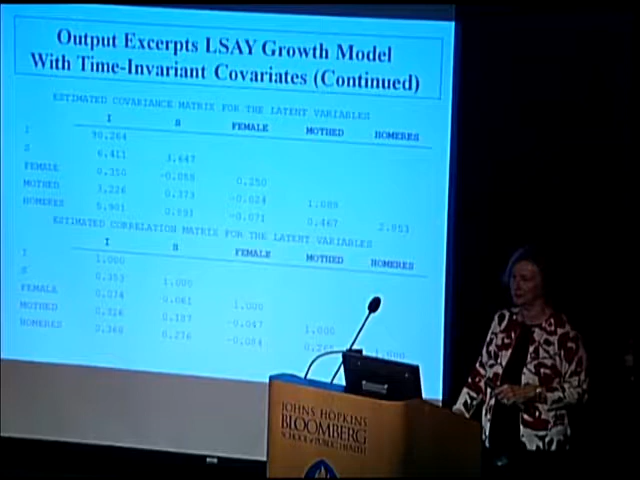 Output Excerpts LSAY Growth Model
With Time-Invariant Covariates (Continued)
ESTIMATED COVARIANCE MATRIX FOR THE LATENT VARIABLES
I S FEMALE MOTHED HOMERES
I
S 6.411 3.647
FEMALE 0.350 -0.058 0.250
MOTHED 3.226 0.373 -0.024 1.088
HOMERES 5.901 0.891 -0.071 0.467 2.853
ESTIMATED CORRELATION MATRIX FOR THE LATENT VARIABLES
I S FEMALE MOTHED HOMERES
I 1.000
S 0.353 1.000
FEMALE 0.074 -0.061 1.000
MOTHED 0.326 0.187 -0.047 1.000
HOMERES 0.368 0.276 -0.084 1.000
JOHNS HOPKINS
BLOOMBERG
SCHOOL of PUBLIC HEALTH